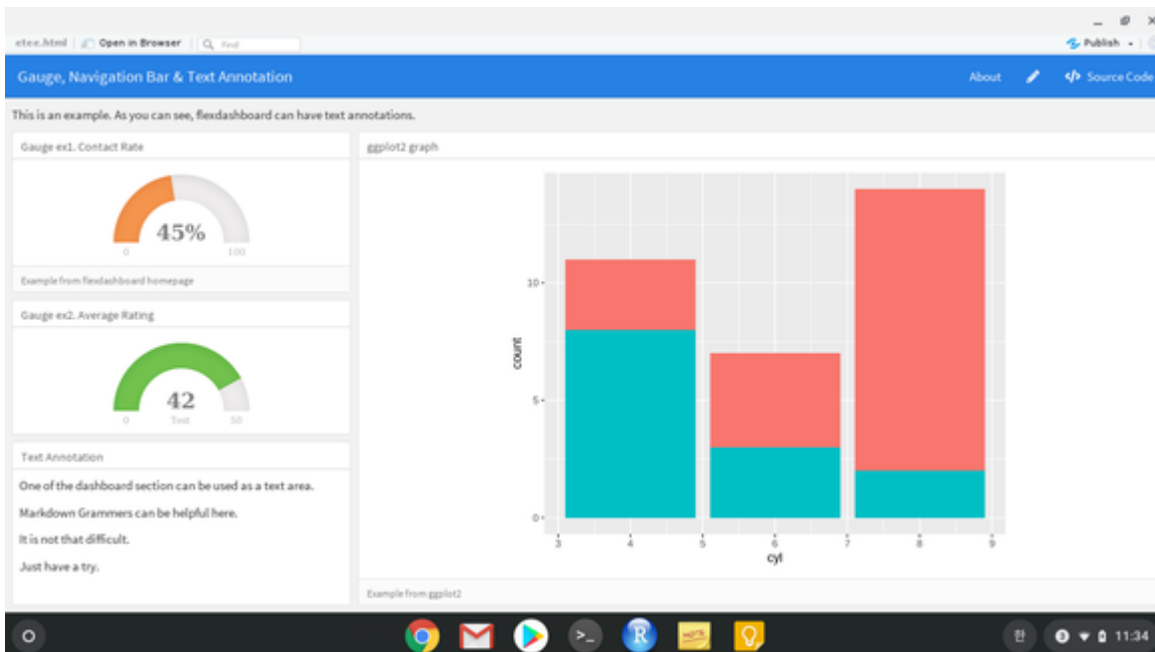 etee.html
Open in Browser
Find
Publish
Gauge, Navigation Bar & Text Annotation
About
</> Source Code
This is an example. As you can see, flexdashboard can have text annotations.
Gauge ex1. Contact Rate
45%
0
100
Example from flexdashboard homepage
Gauge ex2. Average Rating
42
Test
0
50
Text Annotation
One of the dashboard section can be used as a text area.
Markdown Grammers can be helpful here.
It is not that difficult.
Just have a try.
ggplot2 graph
count
10
5
0
3 4 5 6 7 8 9
cyl
Example from ggplot2
>_
R
한
3
11:34